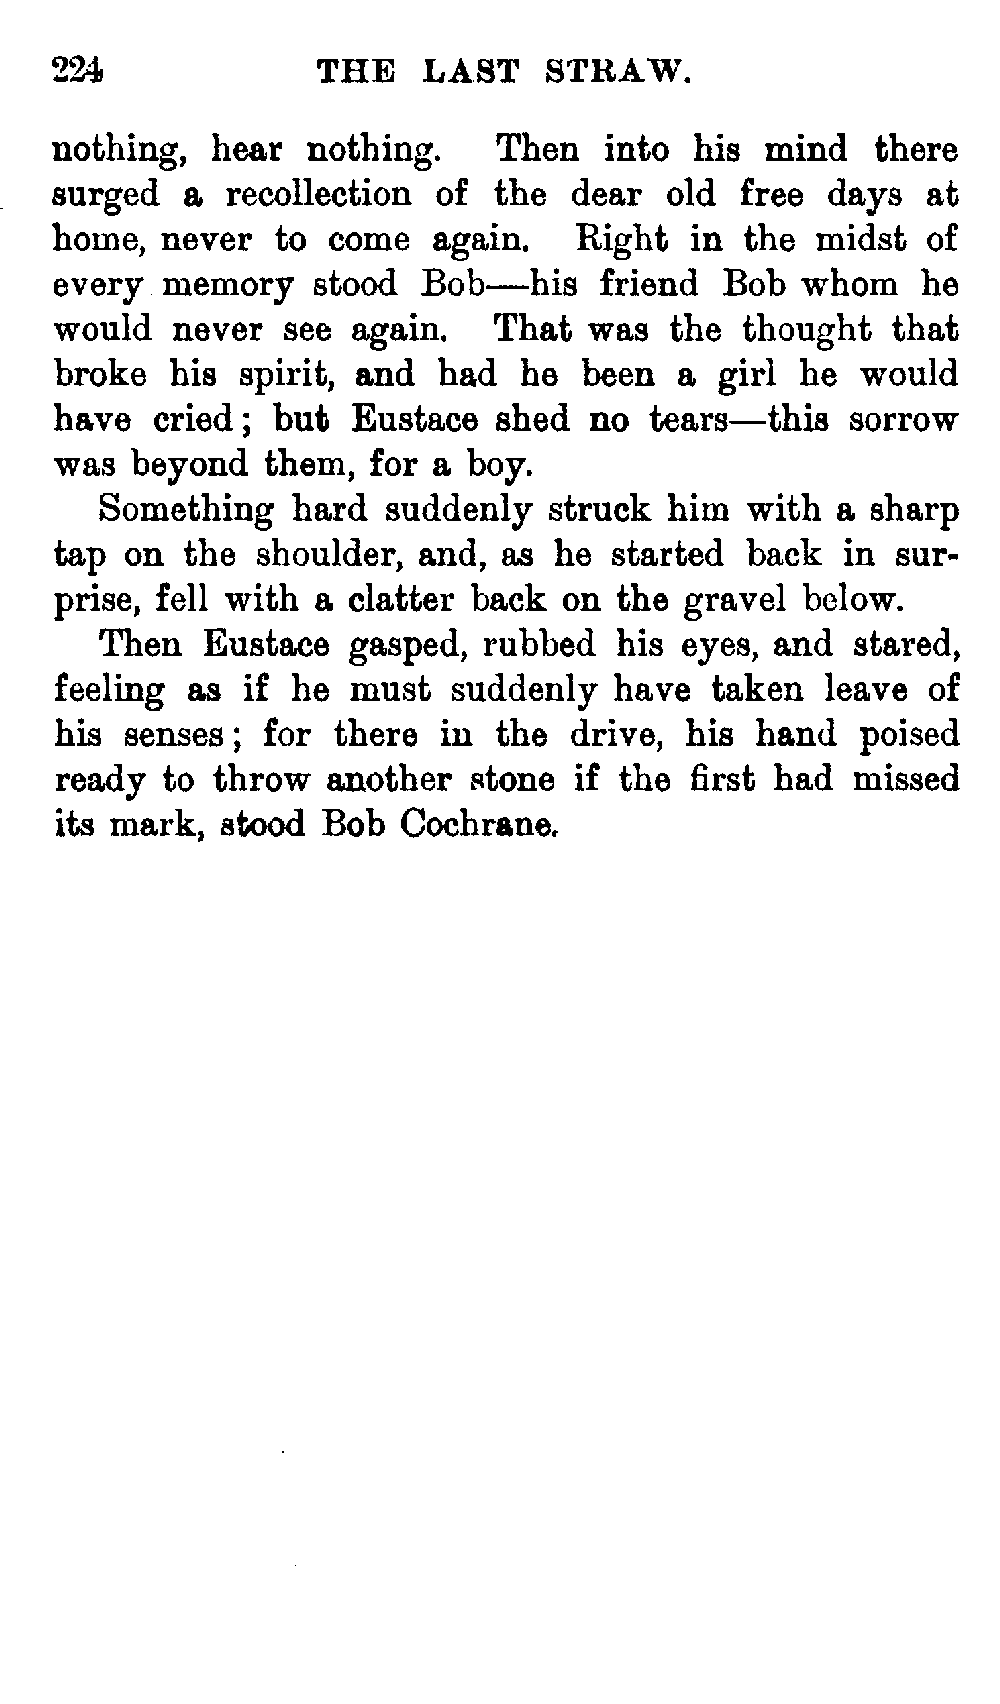 224 THE LAST STRAW.
nothing, hear nothing. Then into his mind there
surged a recollection of the dear old free days at
home, never to come again. Right in the midst of
every memory stood Bob—his friend Bob whom he
would never see again. That was the thought that
broke his spirit, and had he been a girl he would
have cried; but Eustace shed no tears—this sorrow
was beyond them, for a boy.
Something hard suddenly struck him with a sharp
tap on the shoulder, and, as he started back in sur-
prise, fell with a clatter back on the gravel below.
Then Eustace gasped, rubbed his eyes, and stared,
feeling as if he must suddenly have taken leave of
his senses; for there in the drive, his hand poised
ready to throw another stone if the first had missed
its mark, stood Bob Cochrane.